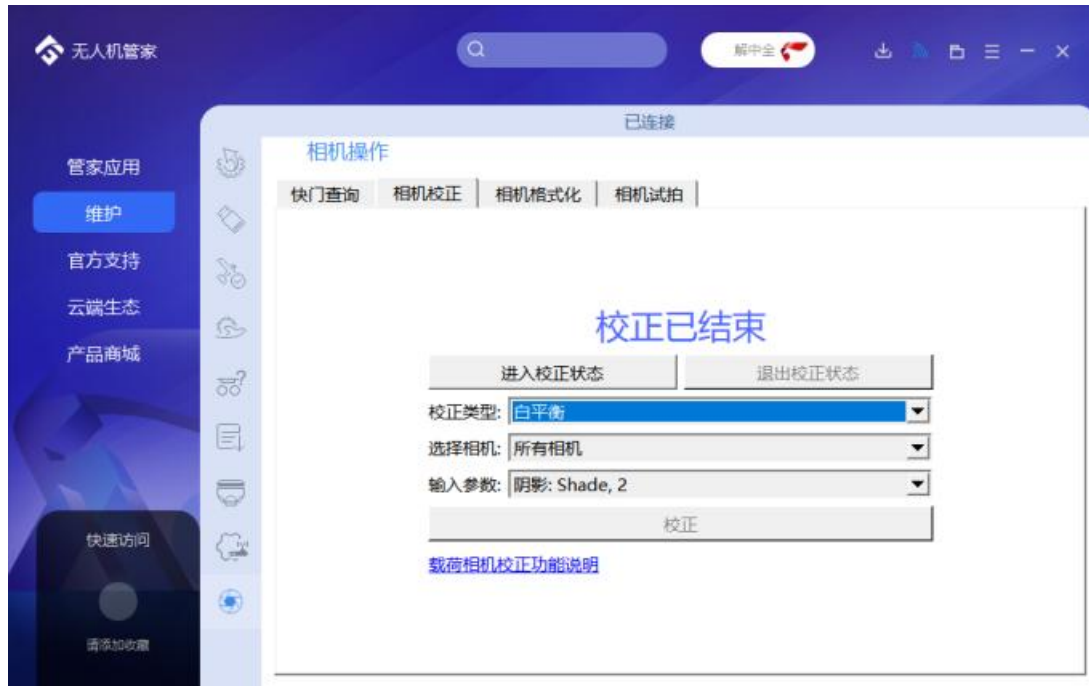 无人机管家
解中全
已连接
管家应用
维护
官方支持
云端生态
产品商城
快速访问
请添加收藏
相机操作
快门查询 相机校正 相机格式化 相机试拍
校正已结束
进入校正状态 退出校正状态
校正类型: 白平衡
选择相机: 所有相机
输入参数: 阴影: Shade, 2
校正
载荷相机校正功能说明